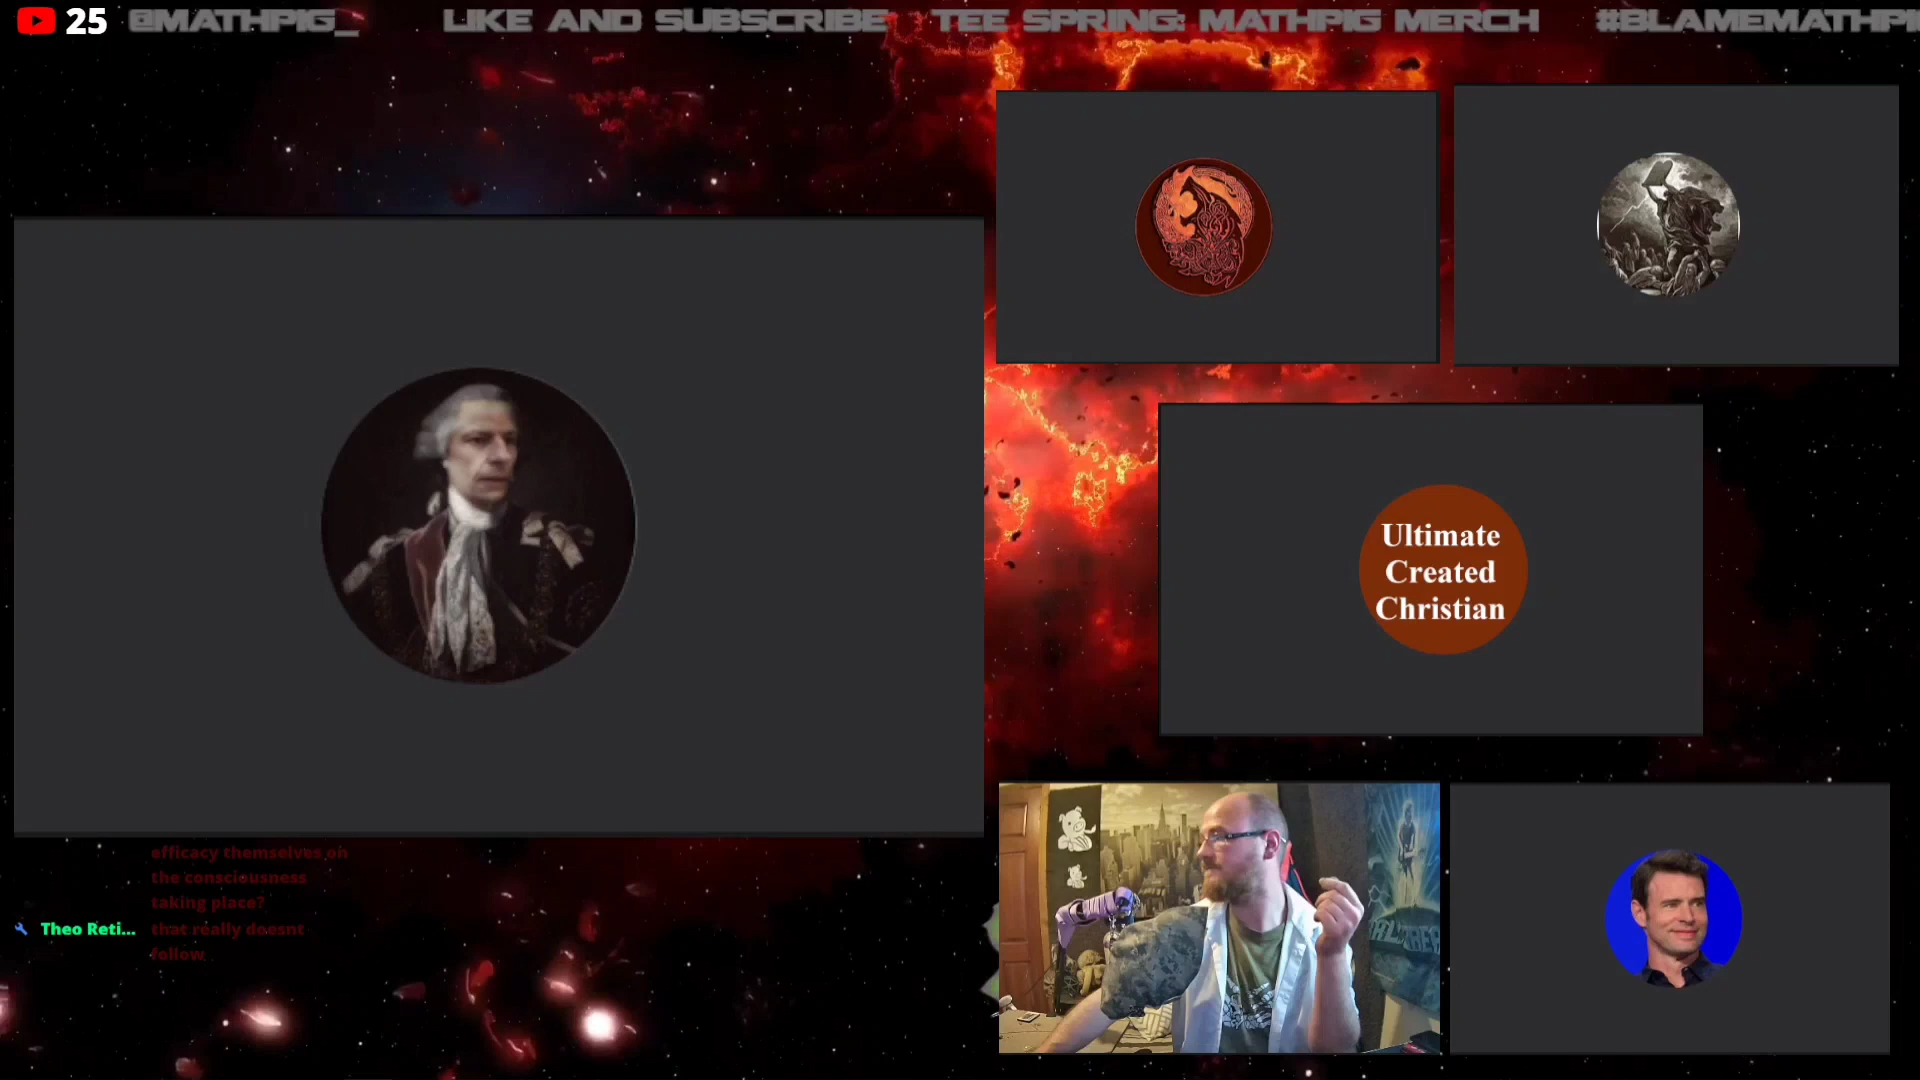 25 @MATHPIG_ LIKE AND SUBSCRIBE TEE SPRING: MATHPIG MERCH #BLAMEMATHPI
Ultimate
Created
Christian
efficacy themselves on
the consciousness
taking place?
Theo Reti... that really doesnt
follow